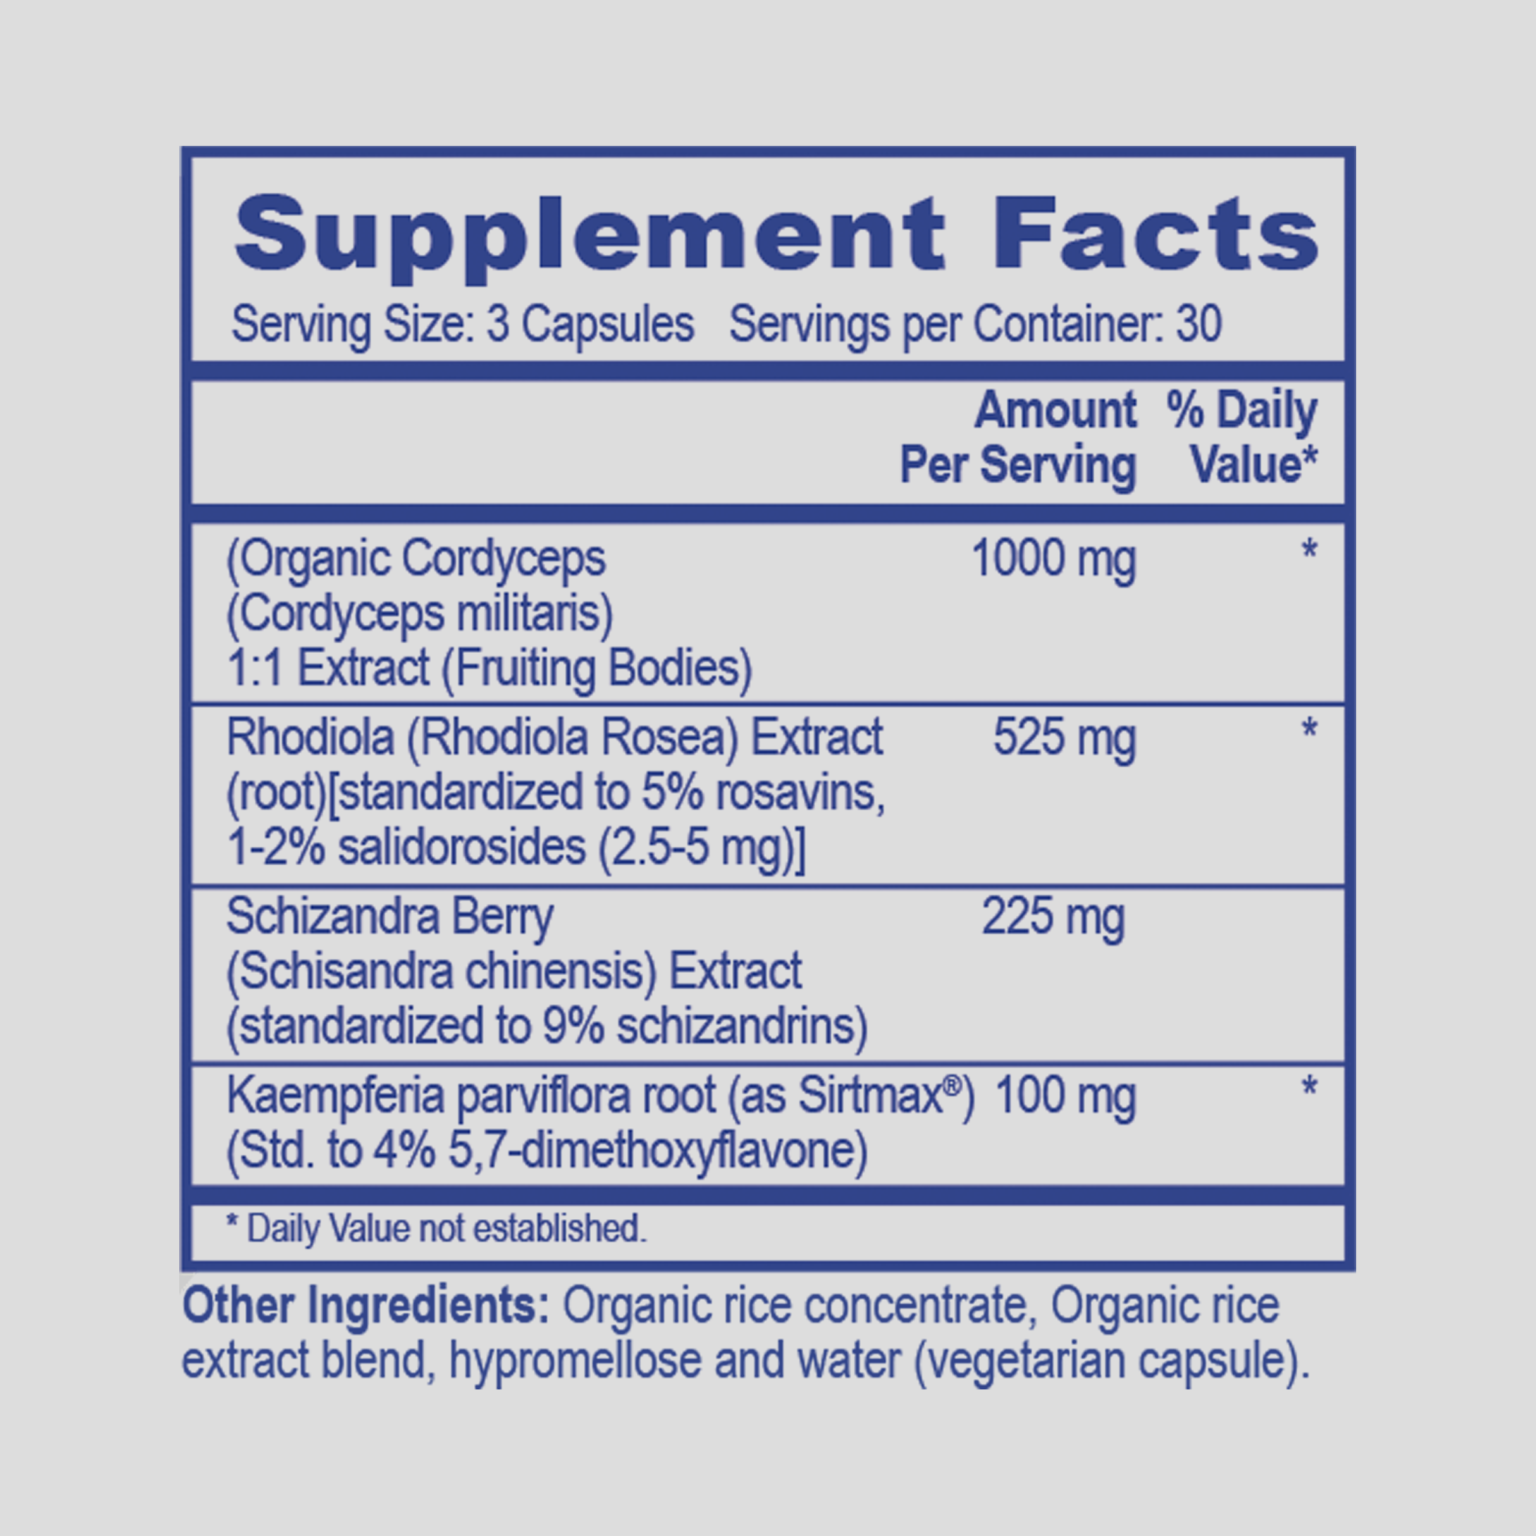 Supplement Facts
Serving Size: 3 Capsules Servings per Container: 30
Amount % Daily
Per Serving Value*
(Organic Cordyceps 1000 mg *
(Cordyceps militaris)
1:1 Extract (Fruiting Bodies)
Rhodiola (Rhodiola Rosea) Extract 525 mg *
(root)[standardized to 5% rosavins,
1-2% salidorosides (2.5-5 mg)]
Schizandra Berry 225 mg
(Schisandra chinensis) Extract
(standardized to 9% schizandrins)
Kaempferia parviflora root (as Sirtmax®) 100 mg *
(Std. to 4% 5,7-dimethoxyflavone)
* Daily Value not established.
Other Ingredients: Organic rice concentrate, Organic rice
extract blend, hypromellose and water (vegetarian capsule).